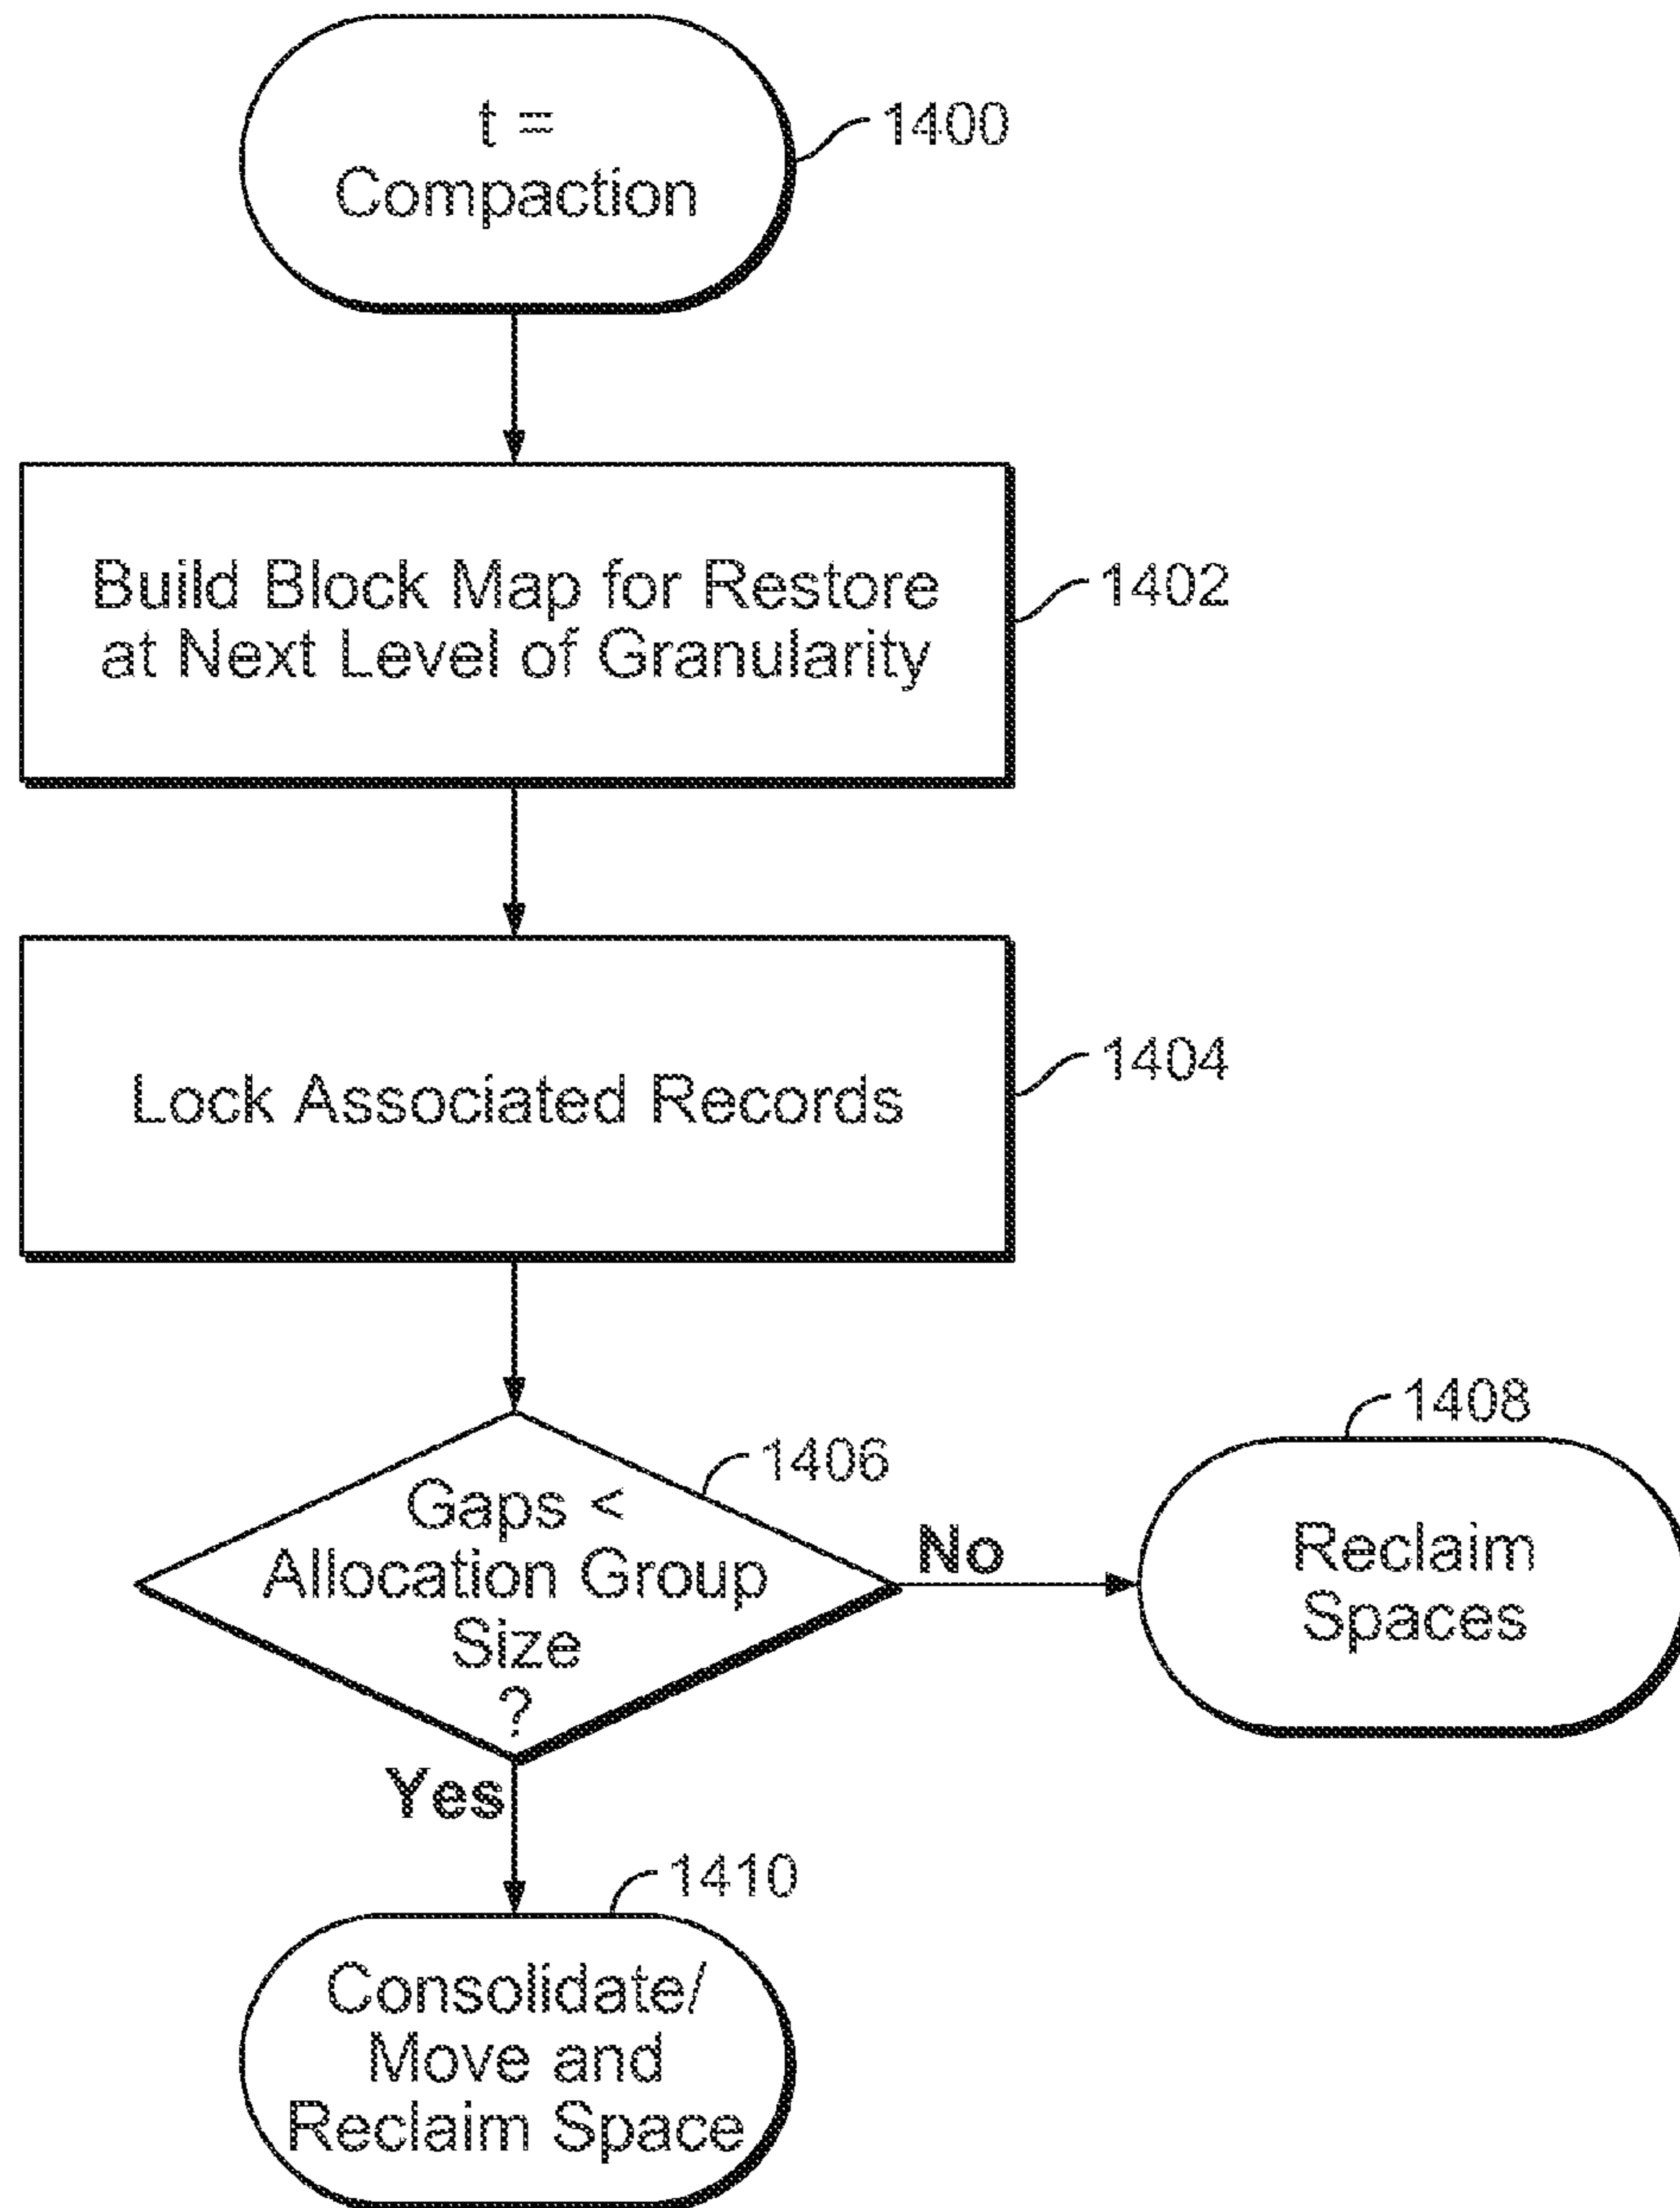 t =
Compaction
1400
Build Block Map for Restore
at Next Level of Granularity
1402
Lock Associated Records
1404
Gaps <
Allocation Group
Size
?
1406
No
1408
Reclaim
Spaces
Yes
1410
Consolidate/
Move and
Reclaim Space